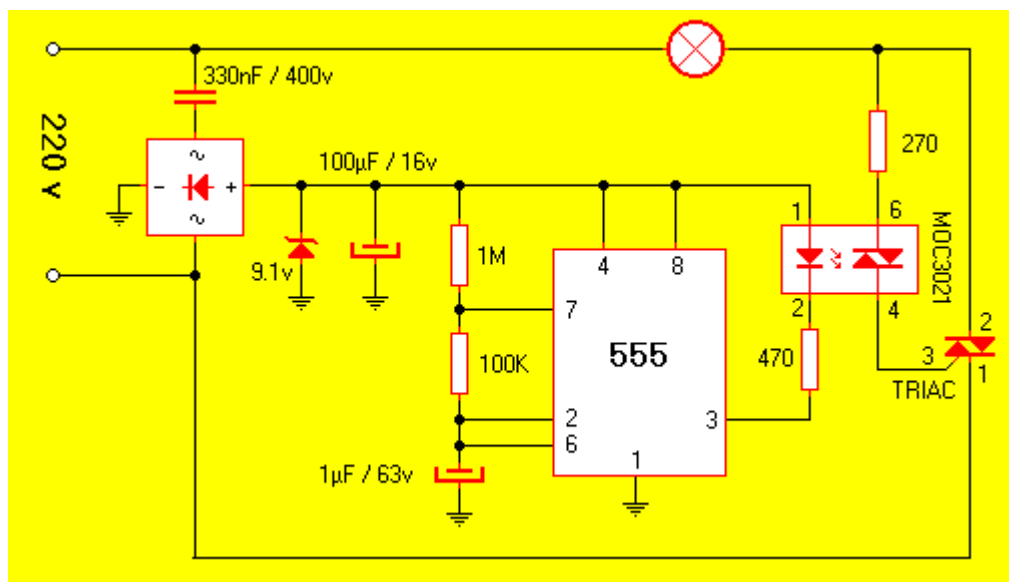 330nF / 400v
220 v
~
- +
~
100µF / 16v
9.1v
1M
100K
1µF / 63v
4 8
7
555
2
6
3
1
270
1 6
MOC3021
2 4
470
3
2
1
TRIAC